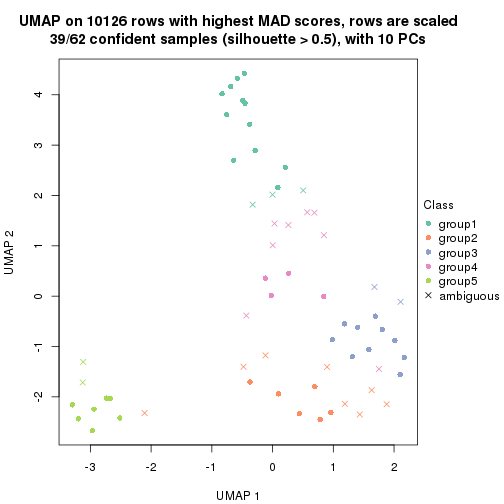 UMAP on 10126 rows with highest MAD scores, rows are scaled
39/62 confident samples (silhouette > 0.5), with 10 PCs
4
3
2
1
0
-1
-2
UMAP 2
-3
-2
-1
0
1
2
UMAP 1
Class
group1
group2
group3
group4
group5
ambiguous